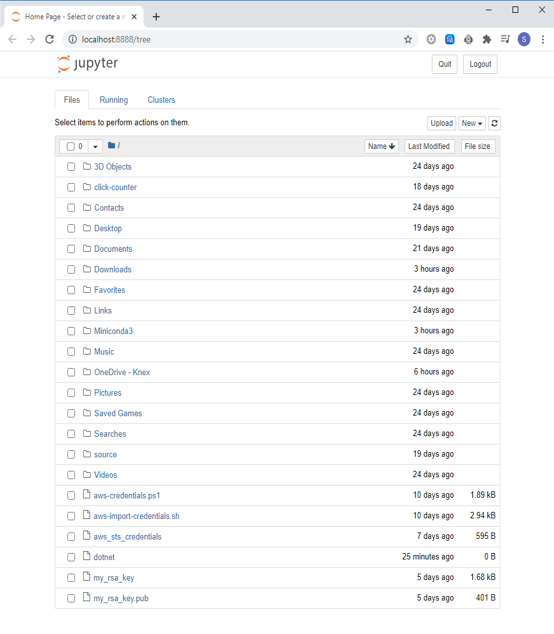 Home Page - Select or create a n
localhost:8888/tree
S
jupyter
Quit Logout
Files Running Clusters
Select items to perform actions on them.
Upload New
0 / Name Last Modified File size
3D Objects 24 days ago
click-counter 18 days ago
Contacts 24 days ago
Desktop 19 days ago
Documents 21 days ago
Downloads 3 hours ago
Favorites 24 days ago
Links 24 days ago
Miniconda3 3 hours ago
Music 24 days ago
OneDrive - Knex 6 hours ago
Pictures 24 days ago
Saved Games 24 days ago
Searches 24 days ago
source 19 days ago
Videos 24 days ago
aws-credentials.ps1 10 days ago 1.89 kB
aws-import-credentials.sh 10 days ago 2.94 kB
aws_sts_credentials 7 days ago 595 B
dotnet 25 minutes ago 0 B
my_rsa_key 5 days ago 1.68 kB
my_rsa_key.pub 5 days ago 401 B